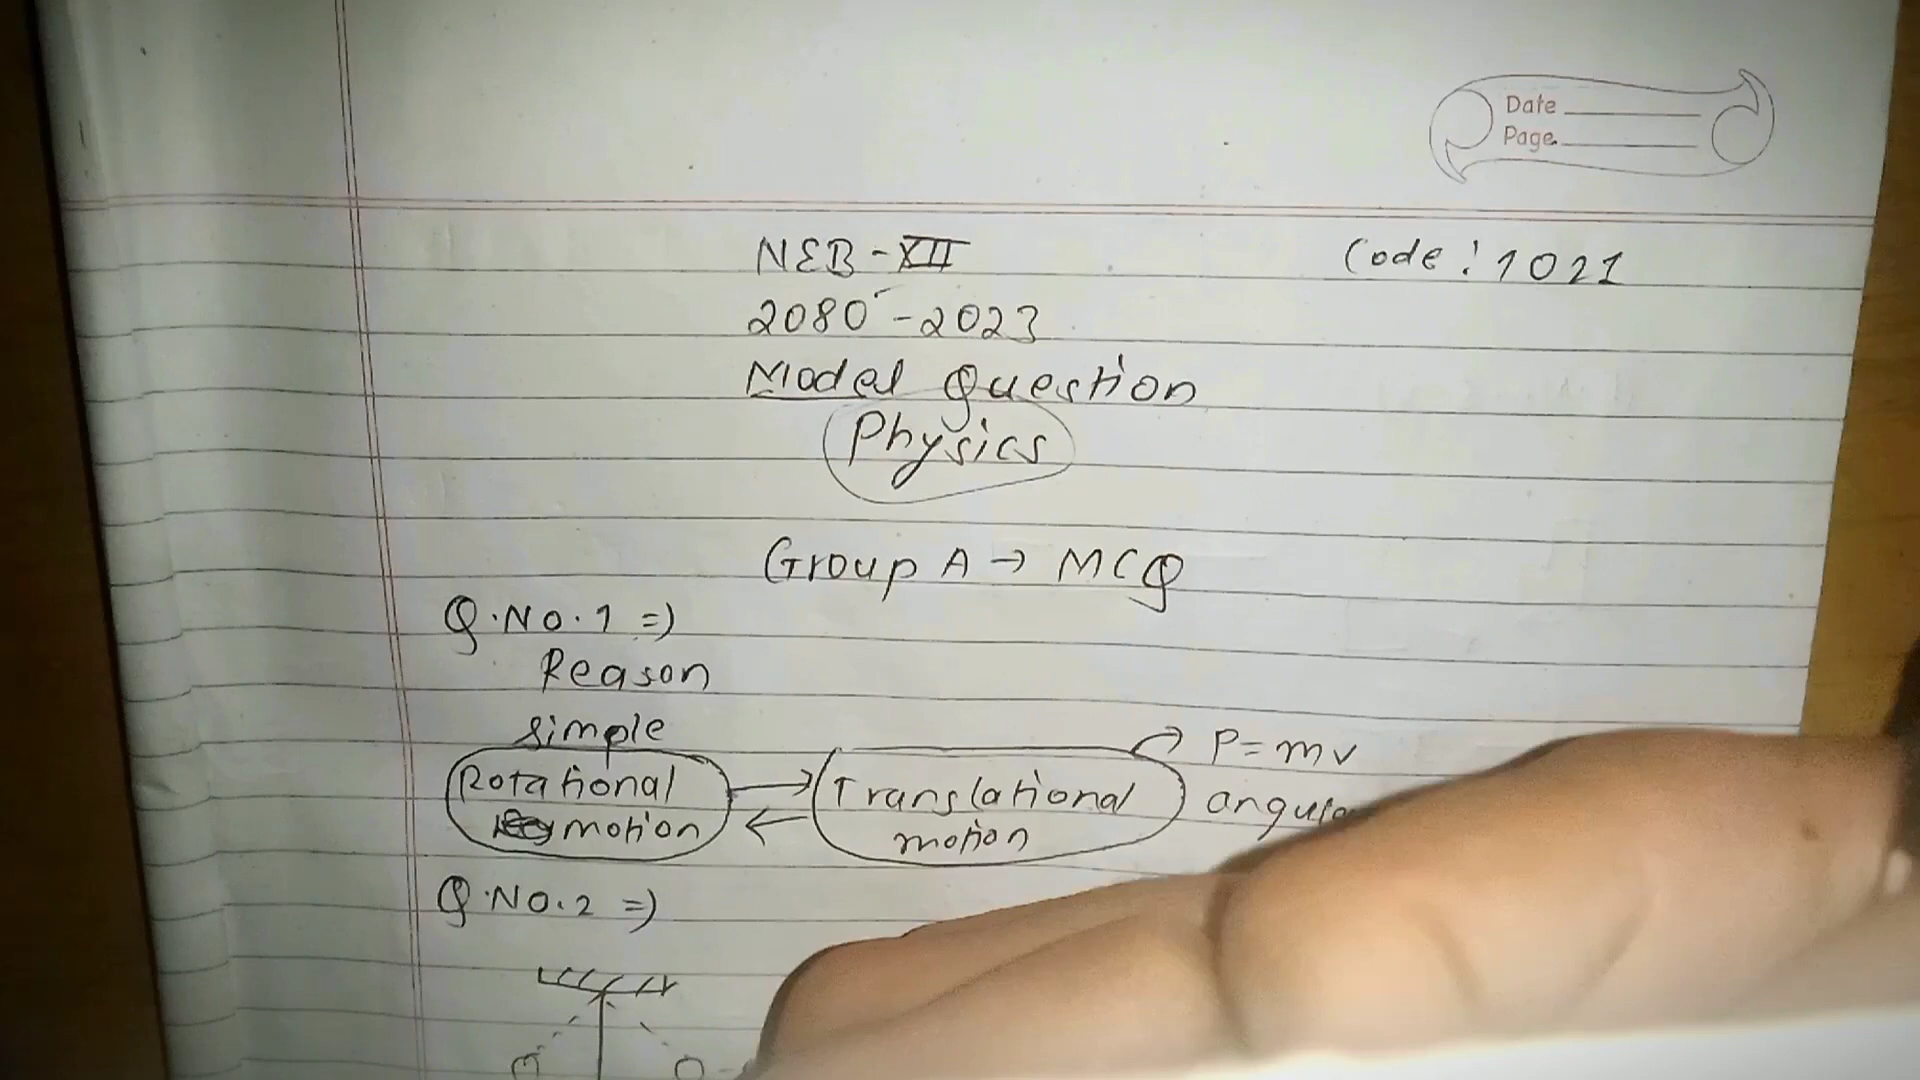 Date
Page
NEB-XII
Code: 1021
2080-2023
Model Question
Physics
Group A → MCQ
Q.No.1 =)
Reason
simple
Rotational motion → ← Translational motion
P=mv
Q.No.2 =)